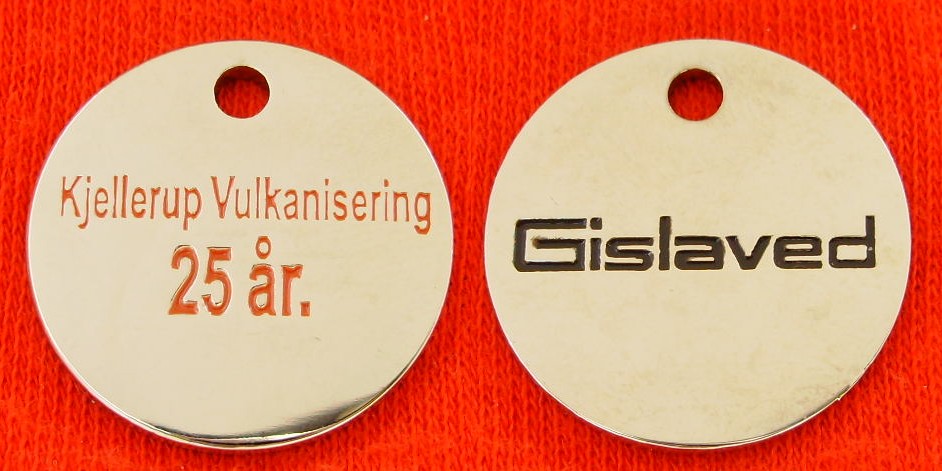 Kjellerup Vulkanisering
25 år.
Gislaved